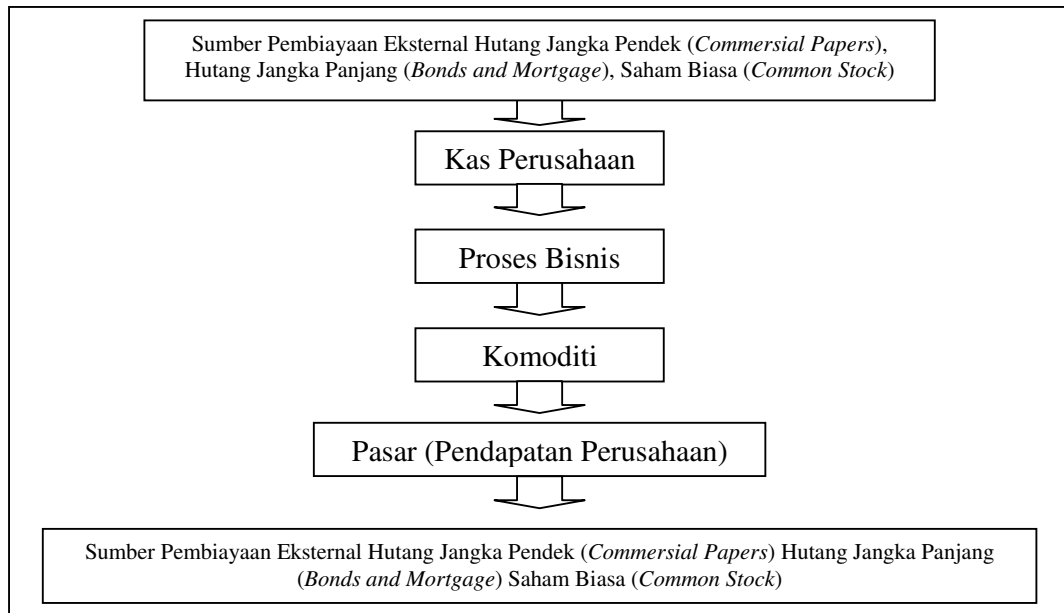 Sumber Pembiayaan Eksternal Hutang Jangka Pendek (Commersial Papers),
Hutang Jangka Panjang (Bonds and Mortgage), Saham Biasa (Common Stock)
Kas Perusahaan
Proses Bisnis
Komoditi
Pasar (Pendapatan Perusahaan)
Sumber Pembiayaan Eksternal Hutang Jangka Pendek (Commersial Papers) Hutang Jangka Panjang
(Bonds and Mortgage) Saham Biasa (Common Stock)